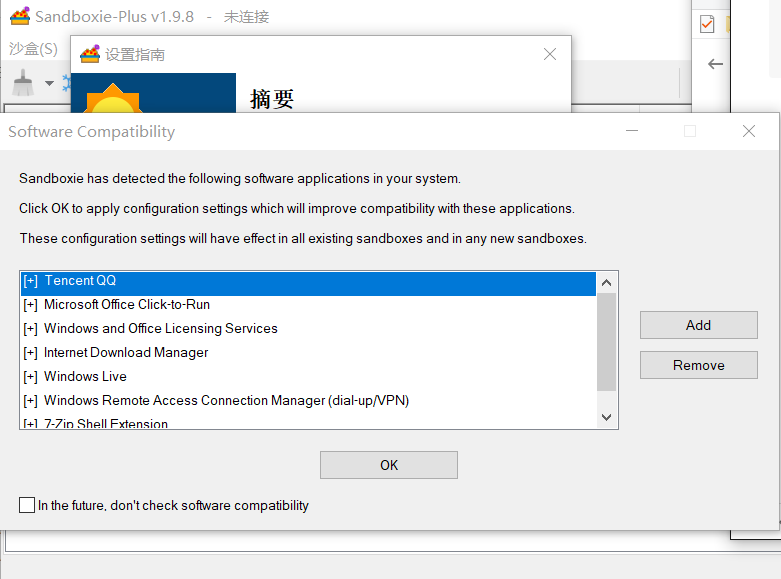 Sandboxie-Plus v1.9.8 - 未连接
沙盒(S)
设置指南
摘要
Software Compatibility
Sandboxie has detected the following software applications in your system.
Click OK to apply configuration settings which will improve compatibility with these applications.
These configuration settings will have effect in all existing sandboxes and in any new sandboxes.
[+] Tencent QQ
[+] Microsoft Office Click-to-Run
[+] Windows and Office Licensing Services
[+] Internet Download Manager
[+] Windows Live
[+] Windows Remote Access Connection Manager (dial-up/VPN)
[+] 7-Zip Shell Extension
Add
Remove
OK
In the future, don't check software compatibility